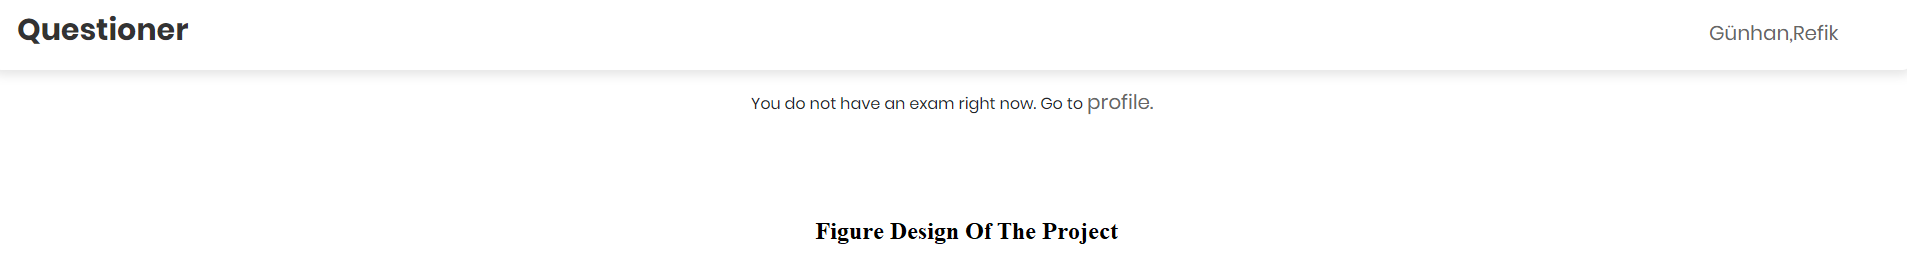 Questioner
Günhan,Refik
You do not have an exam right now. Go to profile.
Figure Design Of The Project